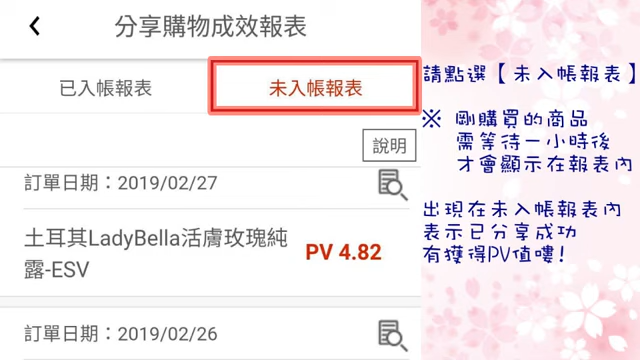 分享購物成效報表
已入帳報表
未入帳報表
說明
訂單日期：2019/02/27
土耳其LadyBella活膚玫瑰純
露-ESV
PV 4.82
訂單日期：2019/02/26
請點選【未入帳報表】
※ 剛購買的商品
需等待一小時後
才會顯示在報表內
出現在未入帳報表內
表示已分享成功
有獲得PV值嘍!